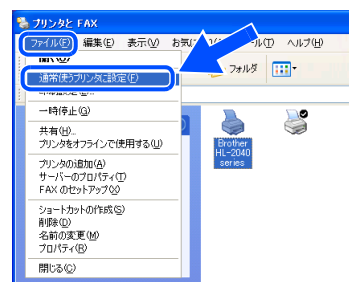 プリンタと FAX
ファイル(F) 編集(E) 表示(V) お気に ル(T) ヘルプ(H)
フォルダ
通常使うプリンタに設定(F)
一時停止(G)
共有(H)...
プリンタをオフラインで使用する(U)
プリンタの追加(A)
サーバーのプロパティ(T)
FAX のセットアップ(X)
ショートカットの作成(S)
削除(D)
名前の変更(M)
プロパティ(R)
閉じる(C)
Brother
HL-2040
series